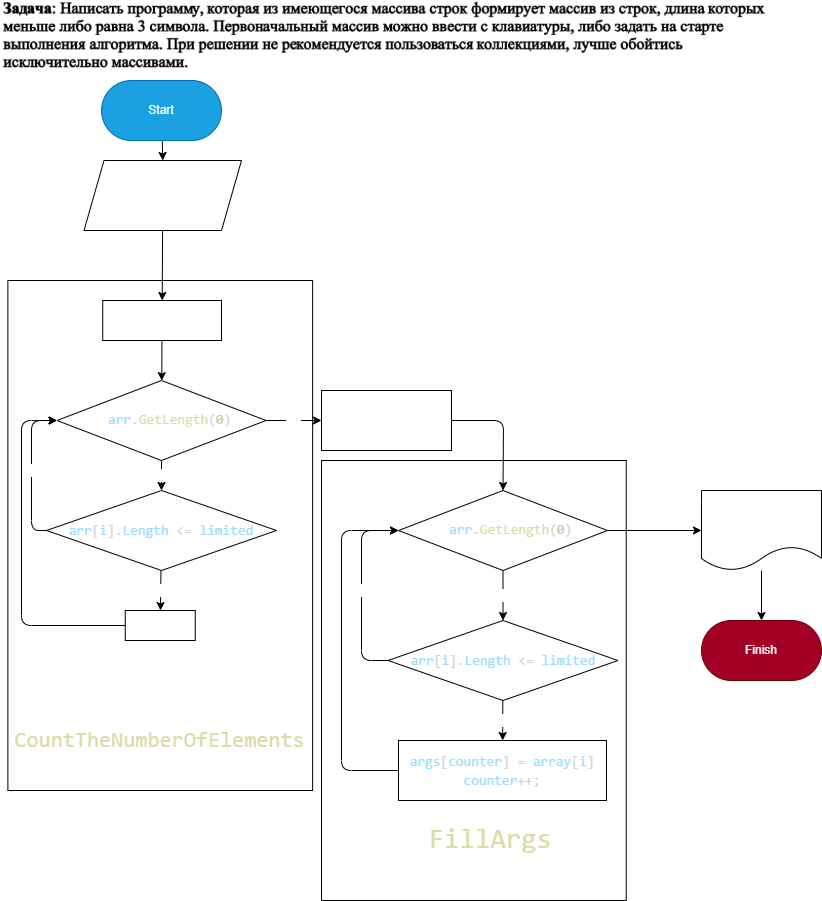 Задача: Написать программу, которая из имеющегося массива строк формирует массив из строк, длина которых
меньше либо равна 3 символа. Первоначальный массив можно ввести с клавиатуры, либо задать на старте
выполнения алгоритма. При решении не рекомендуется пользоваться коллекциями, лучше обойтись
исключительно массивами.
Start
arr.GetLength(0)
arr[i].Length <= limited
CountTheNumberOfElements
arr.GetLength(0)
arr[i].Length <= limited
args[counter] = array[i]
counter++;
FillArgs
Finish